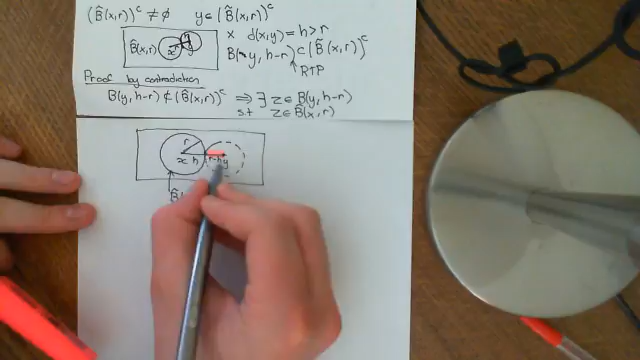 (B̃(x,r))ᶜ ≠ ∅ y ∈ (B̃(x,r))ᶜ
x d(x,y) = h > r
B̃(x,r) x h y
B(y, h-r) ⊂ (B̃(x,r))ᶜ
RTP
Proof by contradiction
B(y, h-r) ⊄ (B̃(x,r))ᶜ ⇒ ∃ z ∈ B(y, h-r)
s.t z ∈ B̃(x,r)
r
x h r-h y